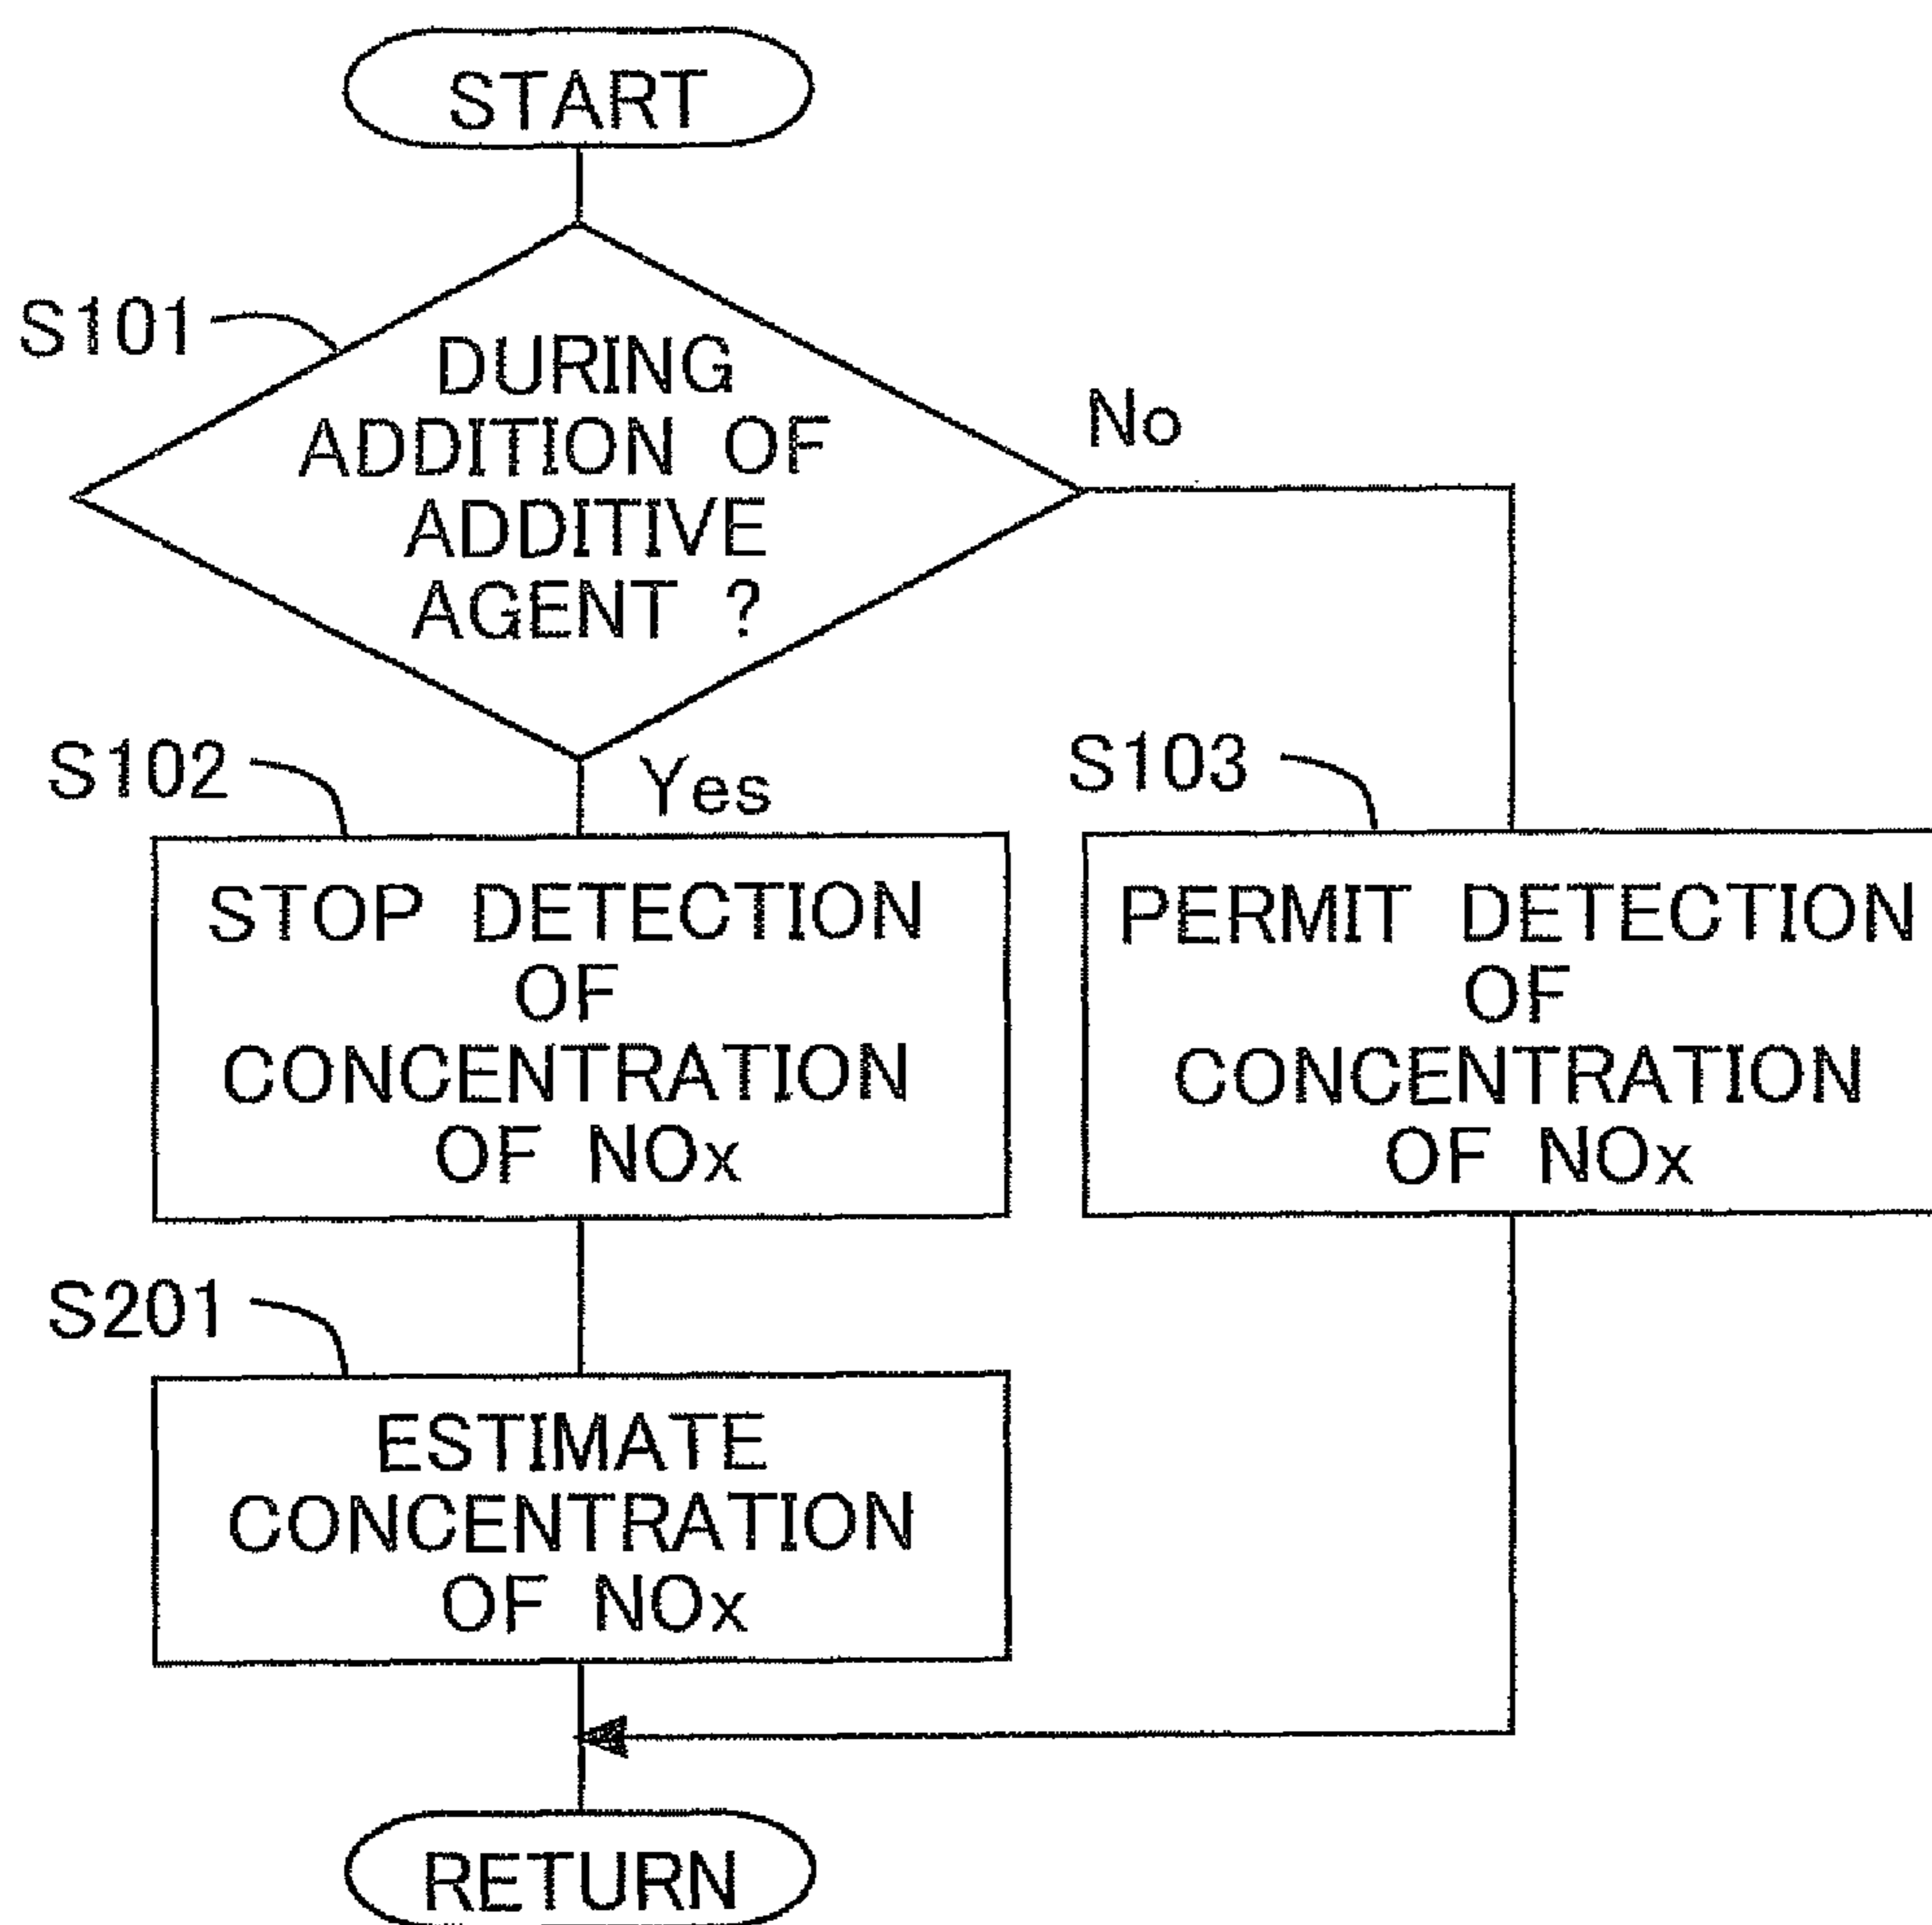 START
S101
DURING
ADDITION OF
ADDITIVE
AGENT ?
No
S102
Yes
STOP DETECTION
OF
CONCENTRATION
OF NOx
S103
PERMIT DETECTION
OF
CONCENTRATION
OF NOx
S201
ESTIMATE
CONCENTRATION
OF NOx
RETURN